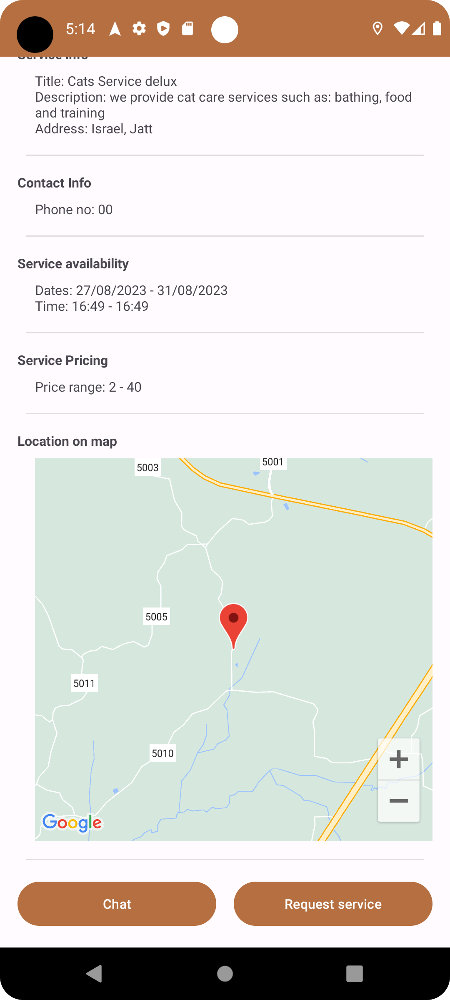 5:14
Service Info
Title: Cats Service delux
Description: we provide cat care services such as: bathing, food
and training
Address: Israel, Jatt
Contact Info
Phone no: 00
Service availability
Dates: 27/08/2023 - 31/08/2023
Time: 16:49 - 16:49
Service Pricing
Price range: 2 - 40
Location on map
5003
5001
5005
5011
5010
Google
Chat
Request service